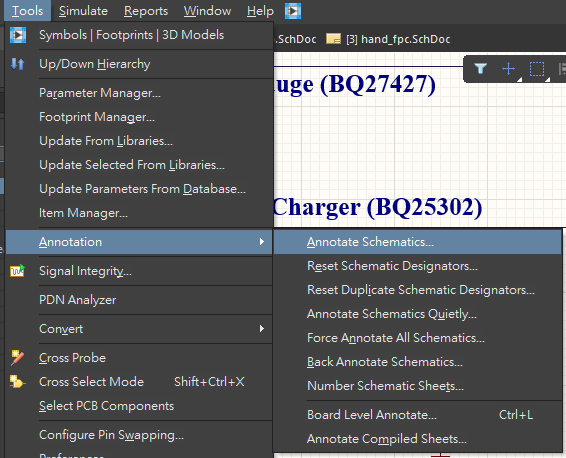 Tools Simulate Reports Window Help
Symbols | Footprints | 3D Models
.SchDoc [3] hand_fpc.SchDoc
Up/Down Hierarchy
uge (BQ27427)
Parameter Manager...
Footprint Manager...
Update From Libraries...
Update Selected From Libraries...
Update Parameters From Database...
Item Manager...
Charger (BQ25302)
Annotation
Signal Integrity...
PDN Analyzer
Convert
Cross Probe
Cross Select Mode Shift+Ctrl+X
Select PCB Components
Configure Pin Swapping...
Preferences...
Annotate Schematics...
Reset Schematic Designators...
Reset Duplicate Schematic Designators...
Annotate Schematics Quietly...
Force Annotate All Schematics...
Back Annotate Schematics...
Number Schematic Sheets...
Board Level Annotate... Ctrl+L
Annotate Compiled Sheets...